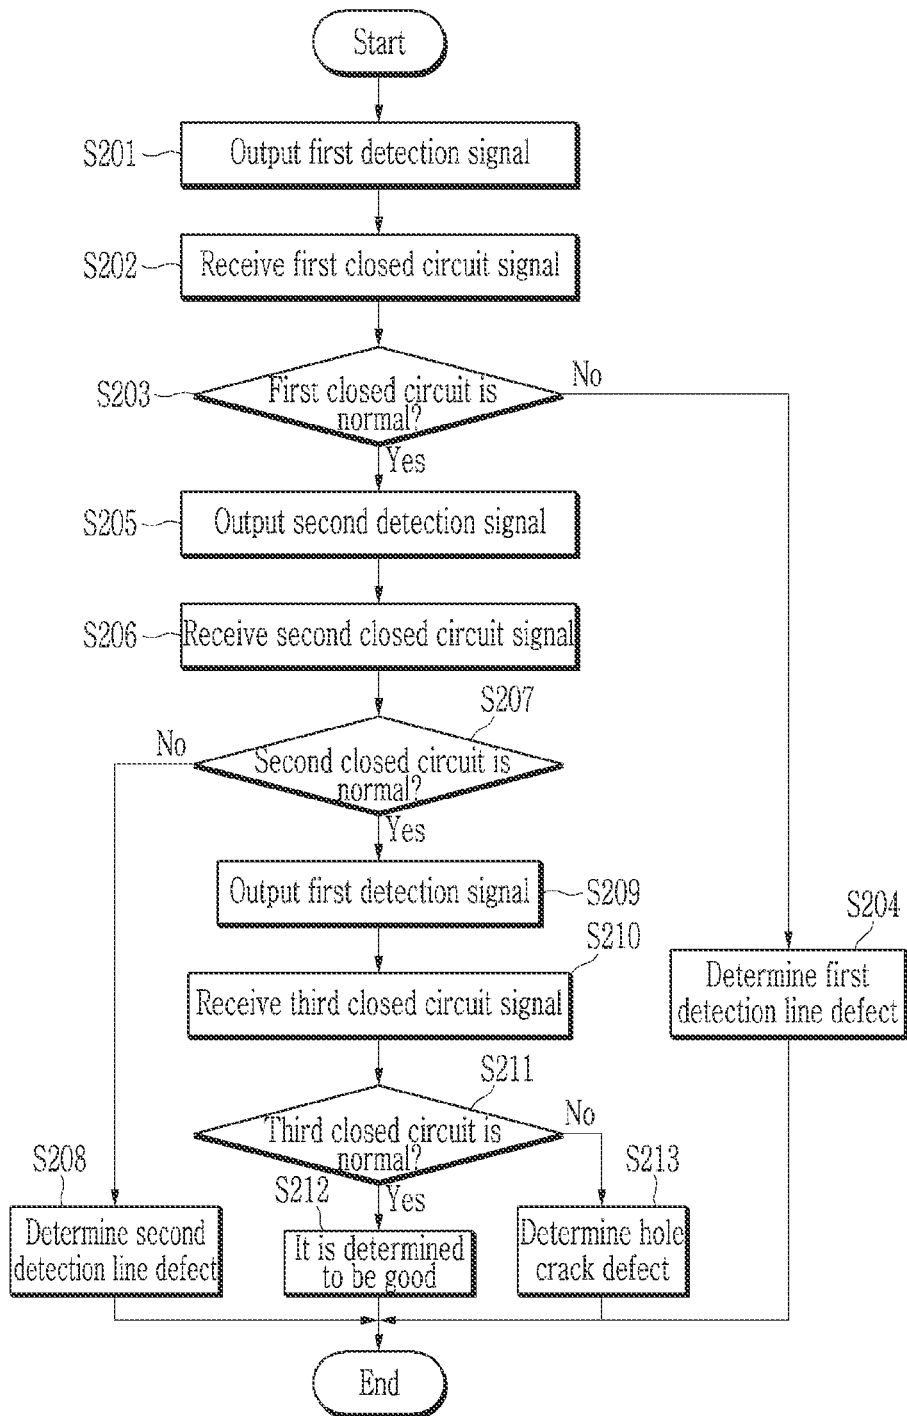 Start
S201
Output first detection signal
S202
Receive first closed circuit signal
S203
First closed circuit is
normal?
No
Yes
S205
Output second detection signal
S206
Receive second closed circuit signal
S207
No
Second closed circuit is
normal?
Yes
Output first detection signal
S209
S204
Determine first
detection line defect
S210
Receive third closed circuit signal
S211
Third closed circuit is
normal?
No
Yes
S208
Determine second
detection line defect
S212
It is determined
to be good
S213
Determine hole
crack defect
End